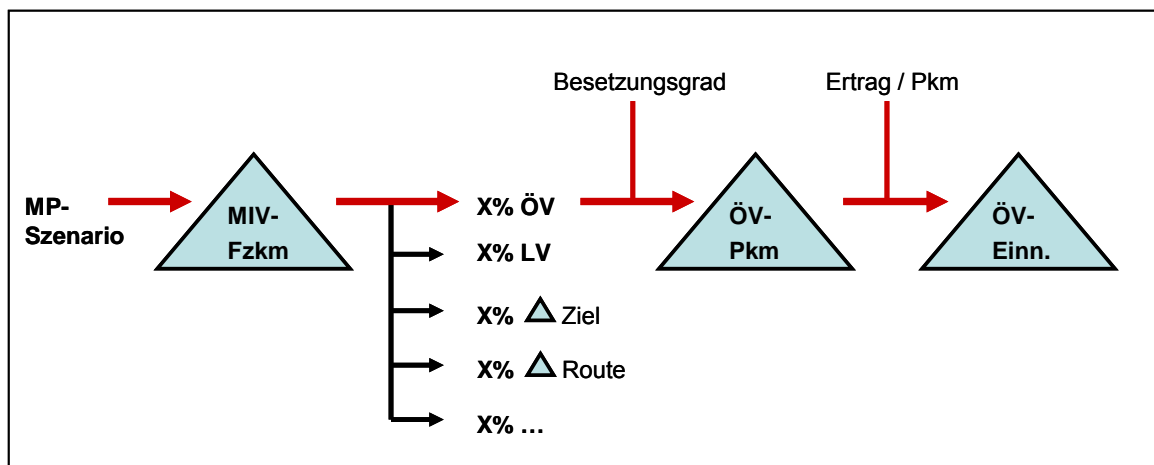 Besetzungsgrad
Ertrag / Pkm
MP-
Szenario
MIV-
Fzkm
X% ÖV
ÖV-
Pkm
ÖV-
Einn.
X% LV
X% Ziel
X% Route
X% …